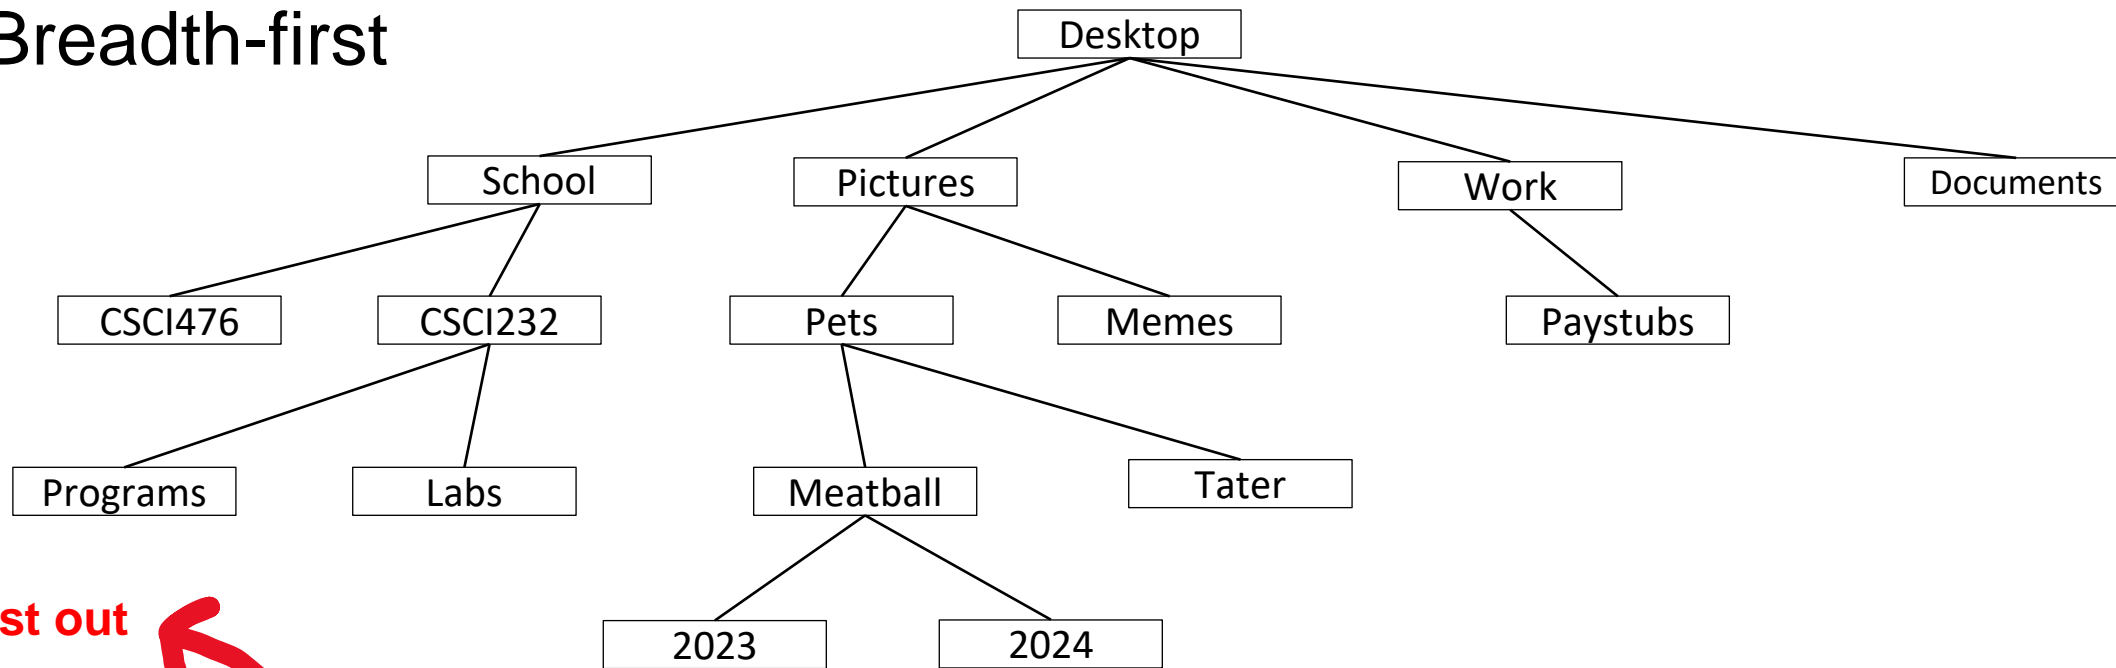 Breadth-first
Desktop
School
Pictures
Work
Documents
CSCI476
CSCI232
Pets
Memes
Paystubs
Programs
Labs
Meatball
Tater
st out
2023
2024